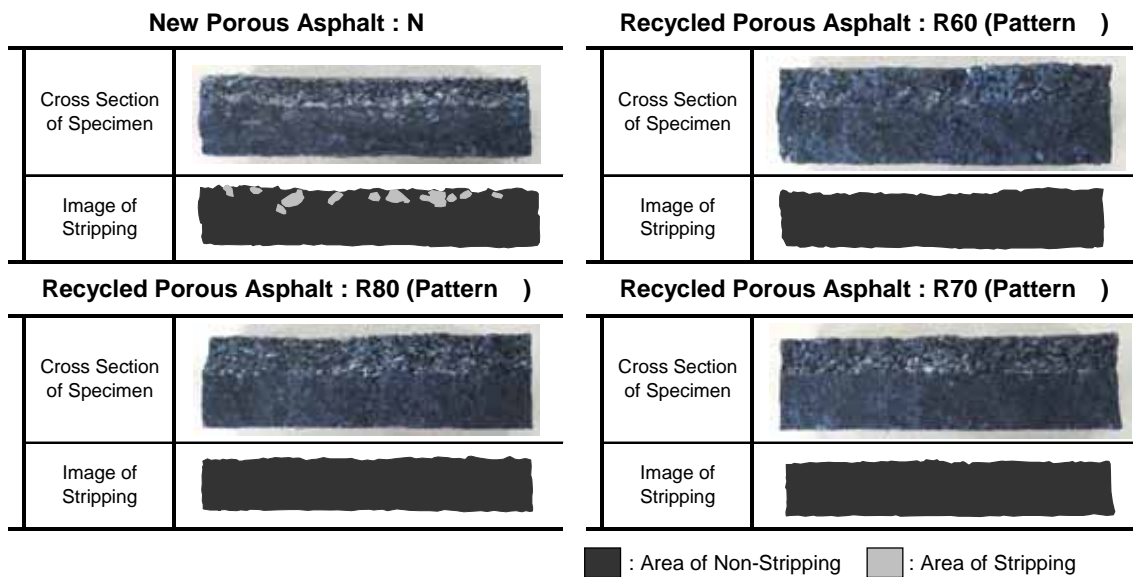 New Porous Asphalt : N
Cross Section
of Specimen
Image of
Stripping
Recycled Porous Asphalt : R60 (Pattern )
Cross Section
of Specimen
Image of
Stripping
Recycled Porous Asphalt : R80 (Pattern )
Cross Section
of Specimen
Image of
Stripping
Recycled Porous Asphalt : R70 (Pattern )
Cross Section
of Specimen
Image of
Stripping
: Area of Non-Stripping : Area of Stripping